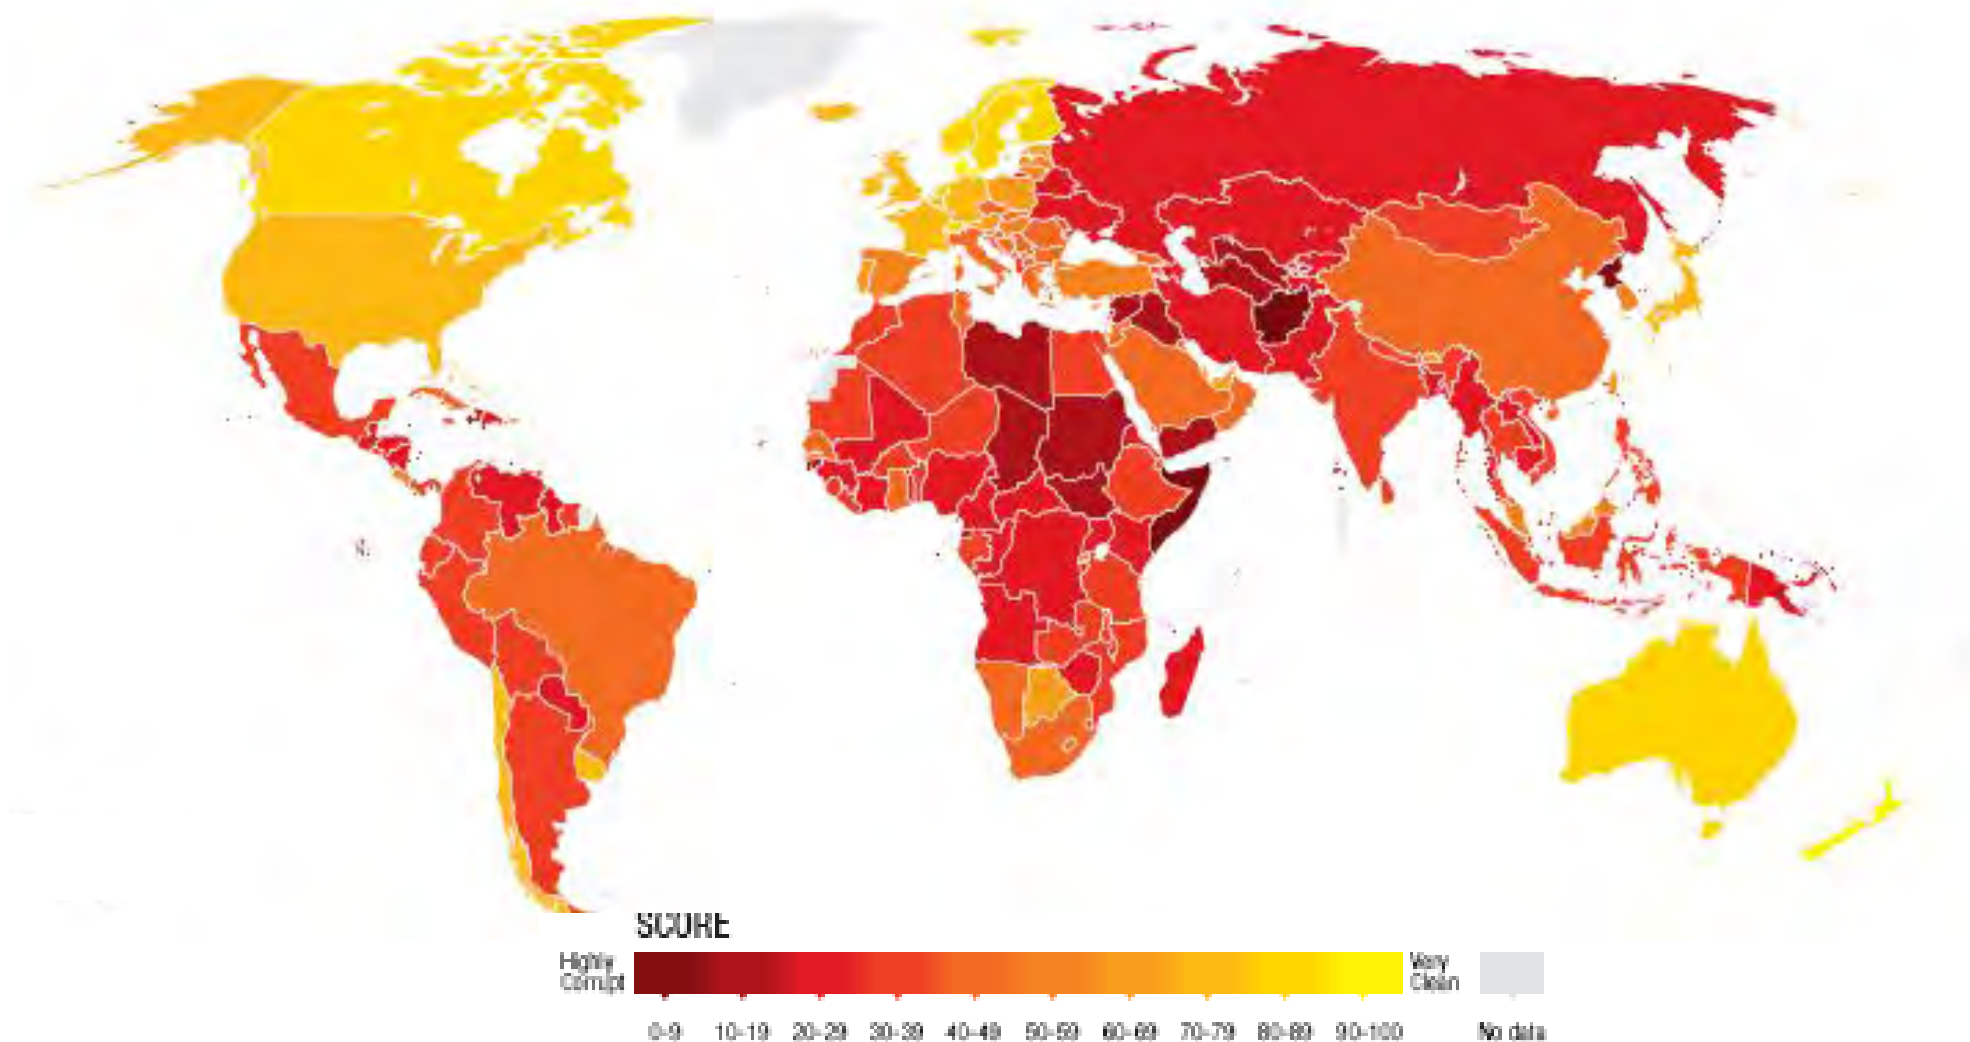 SCORE
Highly
Corrupt
Very
Clean
0-9 10-19 20-29 30-39 40-49 50-59 60-69 70-79 80-89 90-100 No data